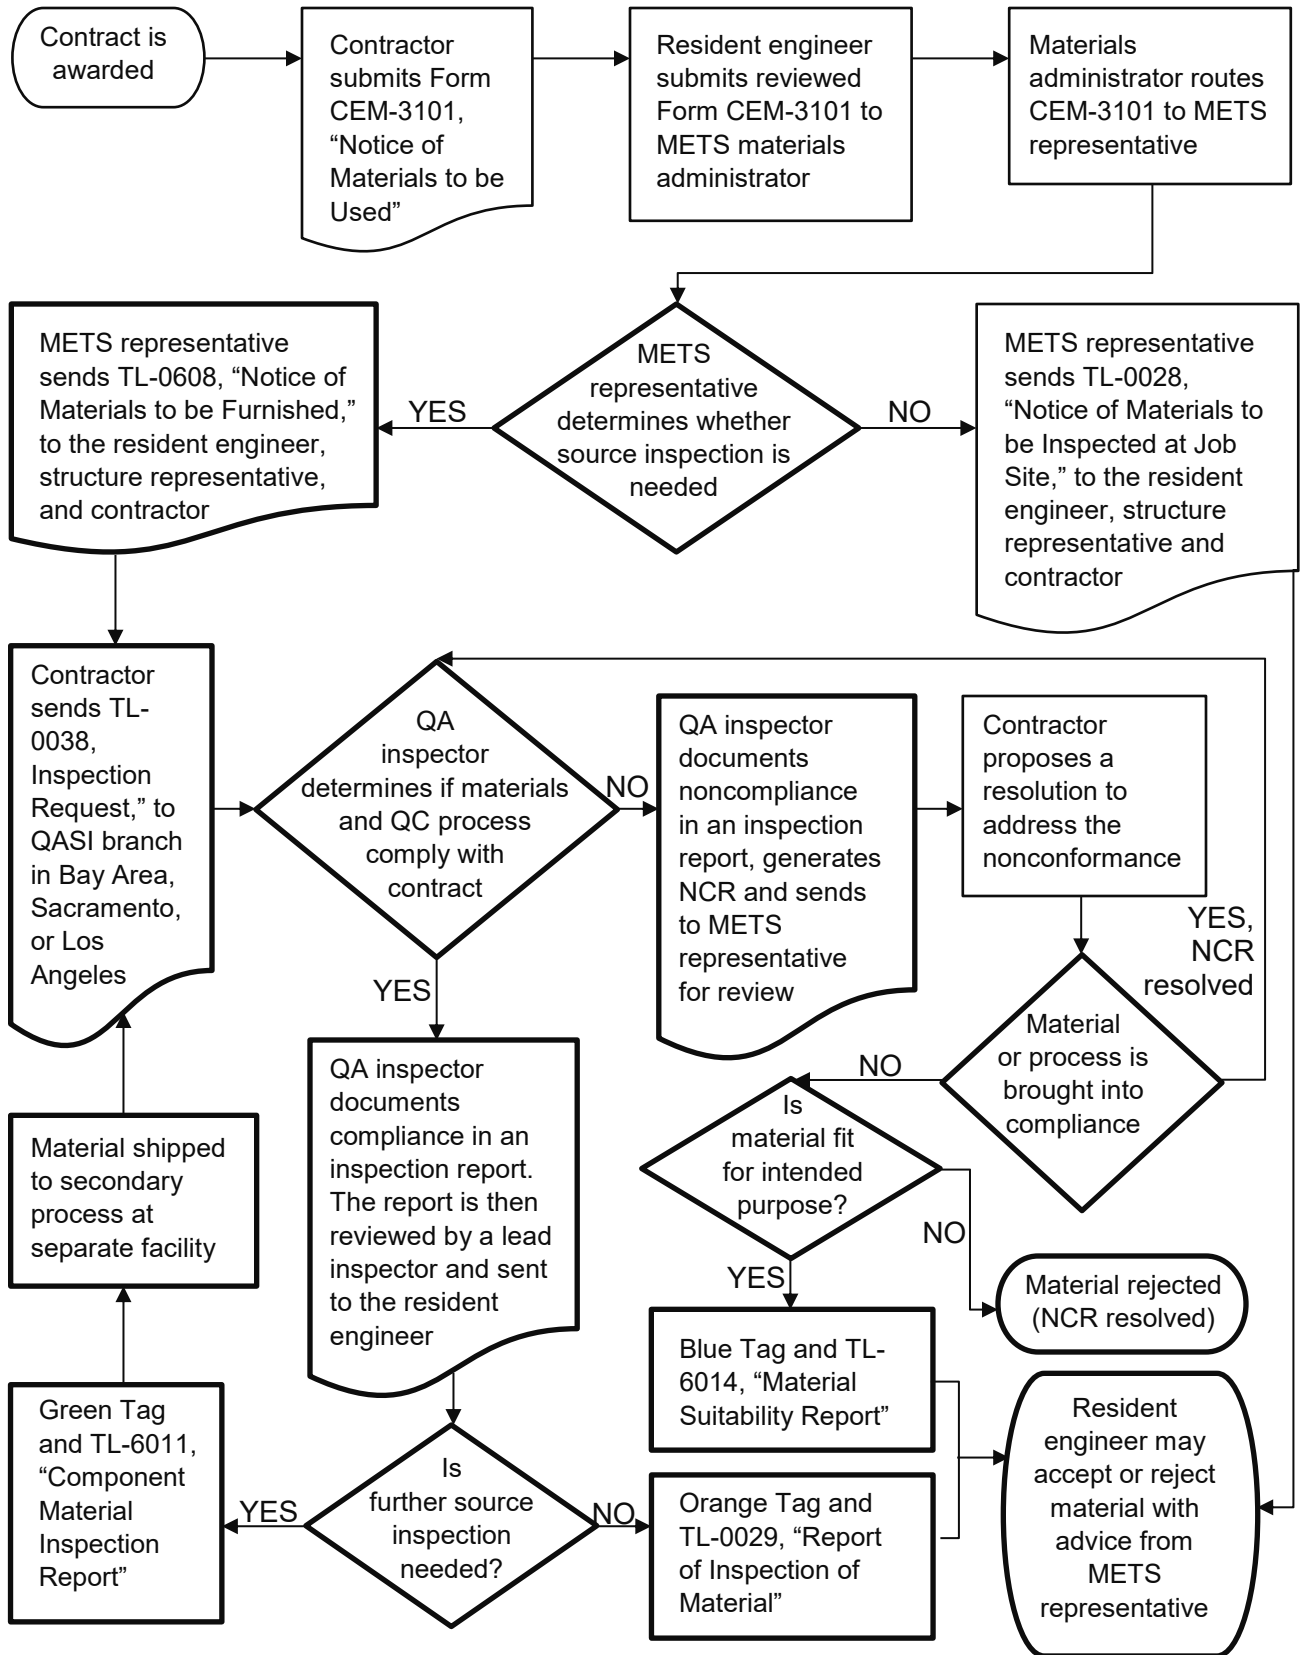 Contract is
awarded
Contractor
submits Form
CEM-3101,
“Notice of
Materials to be
Used”
Resident engineer
submits reviewed
Form CEM-3101 to
METS materials
administrator
Materials
administrator routes
CEM-3101 to METS
representative
METS representative
sends TL-0608, “Notice of
Materials to be Furnished,”
to the resident engineer,
structure representative,
and contractor
YES
METS
representative
determines whether
source inspection is
needed
NO
METS representative
sends TL-0028,
“Notice of Materials to
be Inspected at Job
Site,” to the resident
engineer, structure
representative and
contractor
Contractor
sends TL-
0038,
Inspection
Request,” to
QASI branch
in Bay Area,
Sacramento,
or Los
Angeles
QA
inspector
determines if materials
and QC process
comply with
contract
NO
QA inspector
documents
noncompliance
in an inspection
report, generates
NCR and sends
to METS
representative
for review
Contractor
proposes a
resolution to
address the
nonconformance
YES,
NCR
resolved
YES
Material
or process is
brought into
compliance
NO
QA inspector
documents
compliance in an
inspection report.
The report is then
reviewed by a lead
inspector and sent
to the resident
engineer
Is
material fit
for intended
purpose?
NO
YES
Material rejected
(NCR resolved)
Material shipped
to secondary
process at
separate facility
Blue Tag and TL-
6014, “Material
Suitability Report”
Green Tag
and TL-6011,
“Component
Material
Inspection
Report”
YES
Is
further source
inspection
needed?
NO
Orange Tag and
TL-0029, “Report
of Inspection of
Material”
Resident
engineer may
accept or reject
material with
advice from
METS
representative